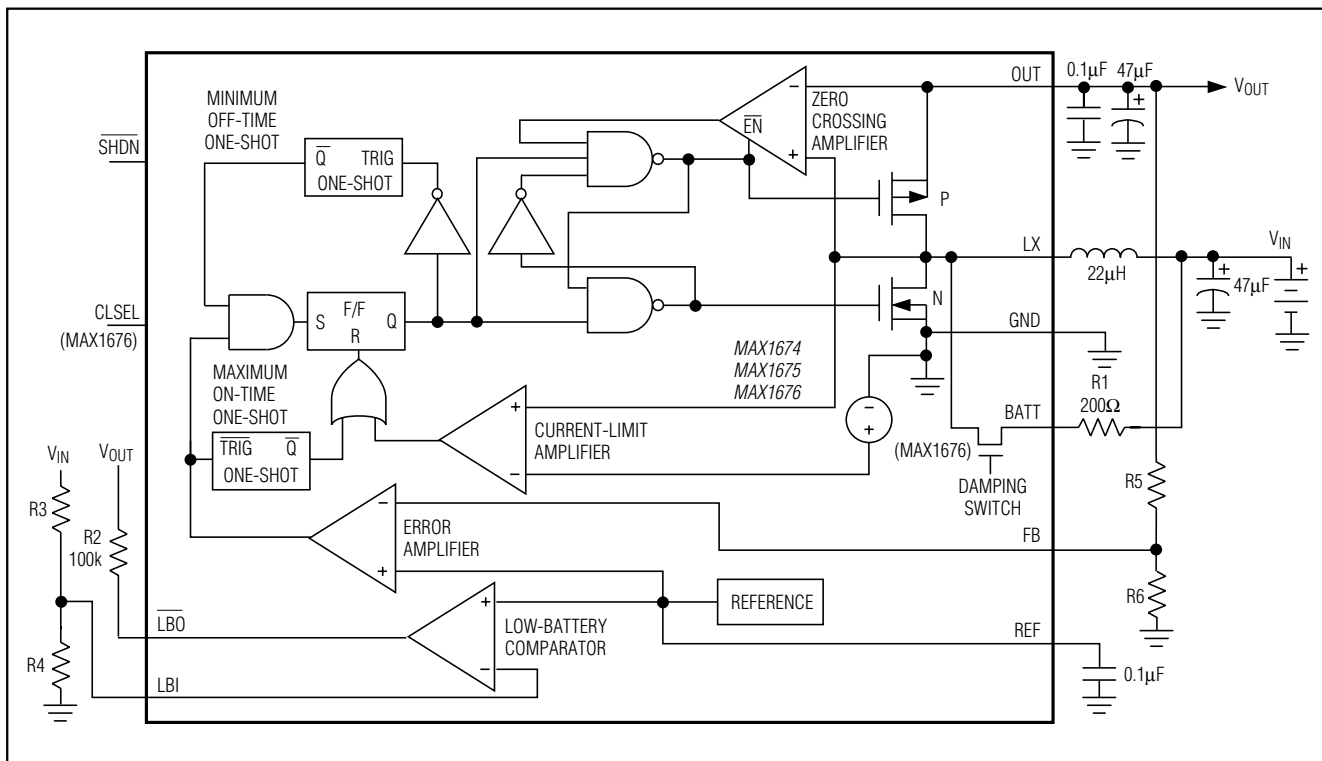 MINIMUM
OFF-TIME
ONE-SHOT
SHDN
Q TRIG
ONE-SHOT
EN
−
+
ZERO
CROSSING
AMPLIFIER
OUT
0.1µF
47µF
+
VOUT
P
LX
22µH
VIN
+
47µF
+
CLSEL
(MAX1676)
S
F/F
R
Q
N
GND
MAX1674
MAX1675
MAX1676
R1
200Ω
BATT
−
+
(MAX1676)
DAMPING
SWITCH
MAXIMUM
ON-TIME
ONE-SHOT
TRIG Q
ONE-SHOT
+
−
CURRENT-LIMIT
AMPLIFIER
VIN
VOUT
R3
R2
100k
R4
−
+
ERROR
AMPLIFIER
FB
R5
R6
REFERENCE
LBO
+
−
LOW-BATTERY
COMPARATOR
REF
0.1µF
LBI